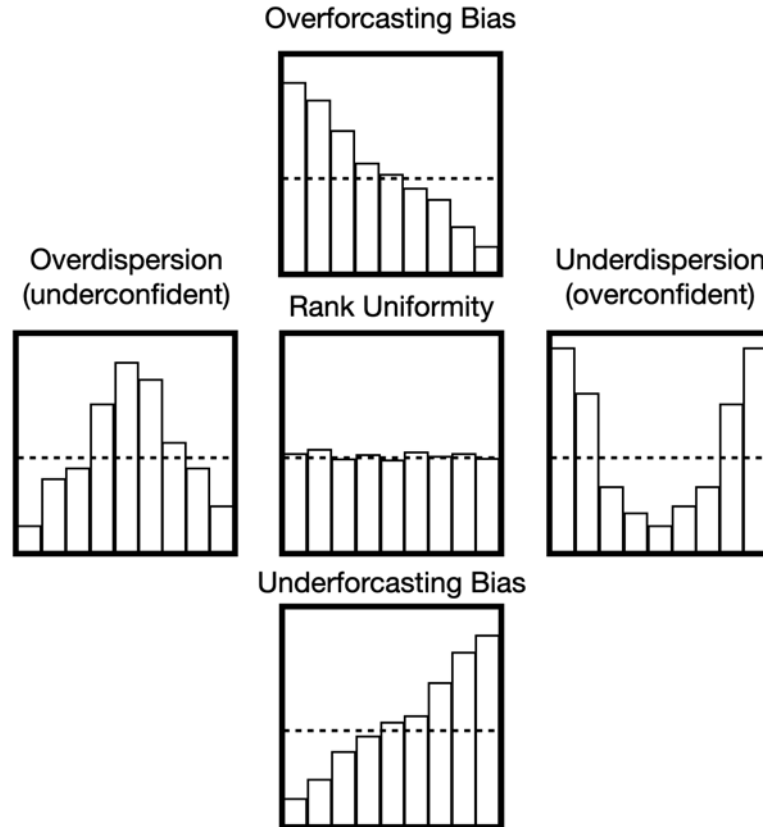 Overforcasting Bias
Overdispersion
(underconfident)
Underdispersion
(overconfident)
Rank Uniformity
Underforcasting Bias